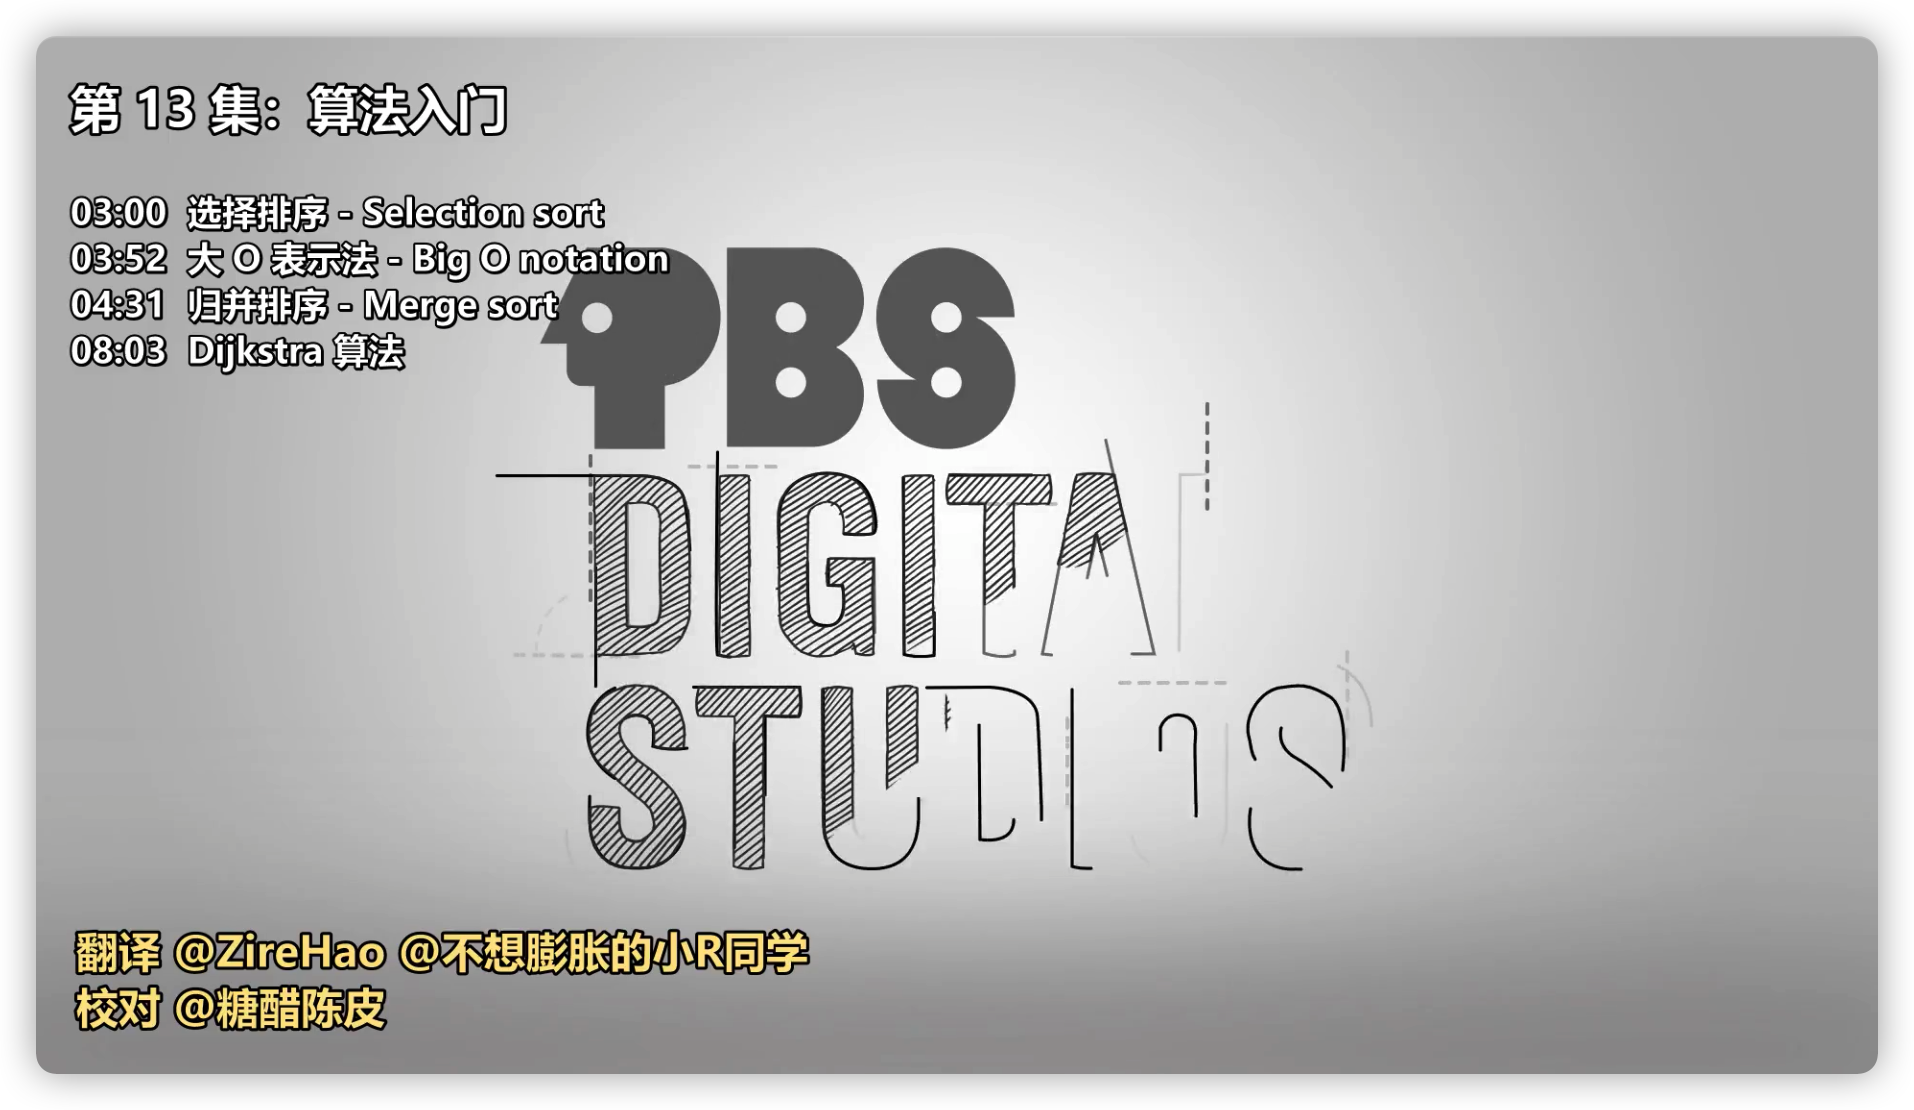 第 13 集：算法入门
03:00 选择排序 - Selection sort
03:52 大 O 表示法 - Big O notation
04:31 归并排序 - Merge sort
08:03 Dijkstra 算法
PBS
DIGITAL
STUDIOS
翻译 @ZireHao @不想膨胀的小R同学
校对 @糖醋陈皮